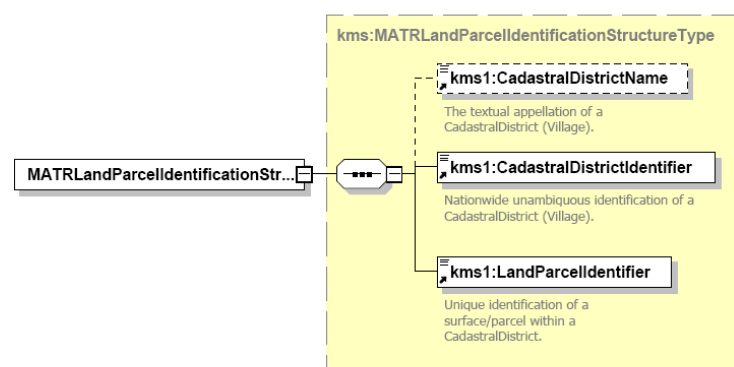 kms:MATRLandParcelIdentificationStructureType
kms1:CadastralDistrictName
The textual appellation of a
CadastralDistrict (Village).
MATRLandParcelIdentificationStr...
kms1:CadastralDistrictIdentifier
Nationwide unambiquous identification of a
CadastralDistrict (Village).
kms1:LandParcelIdentifier
Unique identification of a
surface/parcel within a
CadastralDistrict.